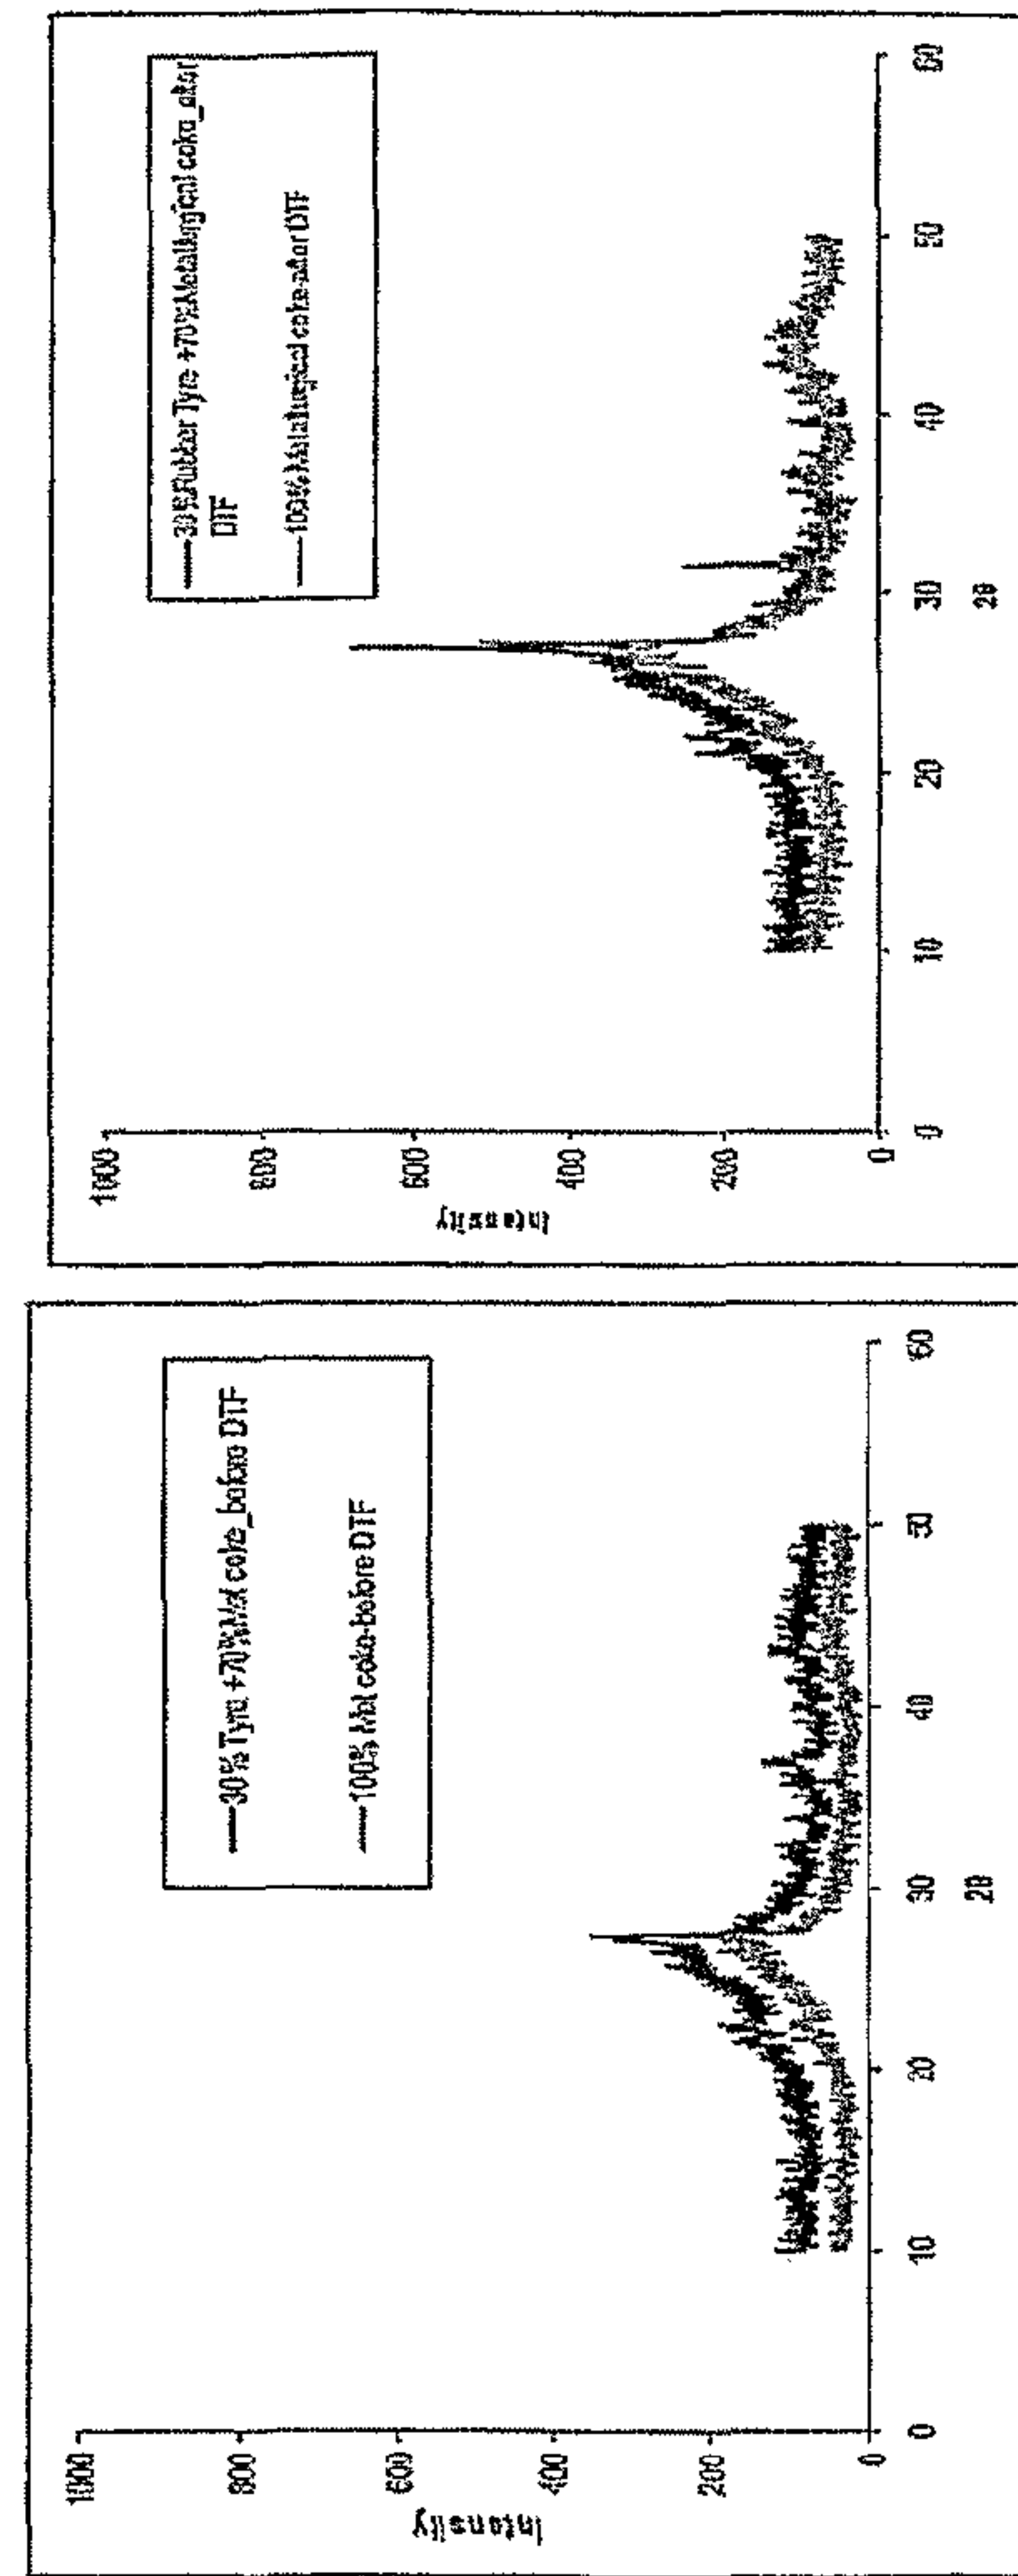 30% Tyre +70%Met coke_before DTF
100% Met coke-before DTF
Intensity
1000
800
600
400
200
0
0
10
20
30
40
50
60
2θ
30%Rubber Tyre +70%Metallurgical coke_after
DTF
100% Metallurgical coke-after DTF
Intensity
1000
800
600
400
200
0
0
10
20
30
40
50
60
2θ